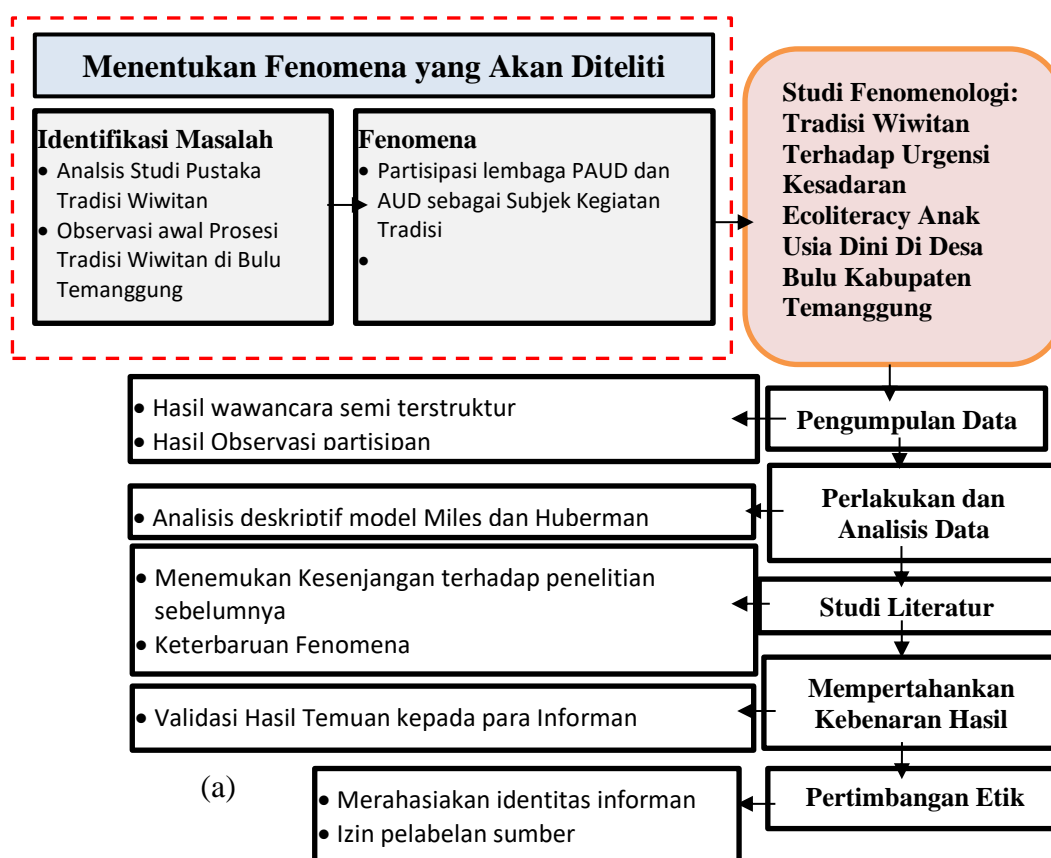 Menentukan Fenomena yang Akan Diteliti
Identifikasi Masalah
• Analsis Studi Pustaka
Tradisi Wiwitan
• Observasi awal Prosesi
Tradisi Wiwitan di Bulu
Temanggung
Fenomena
• Partisipasi lembaga PAUD dan
AUD sebagai Subjek Kegiatan
Tradisi
•
Studi Fenomenologi:
Tradisi Wiwitan
Terhadap Urgensi
Kesadaran
Ecoliteracy Anak
Usia Dini Di Desa
Bulu Kabupaten
Temanggung
Pengumpulan Data
• Hasil wawancara semi terstruktur
• Hasil Observasi partisipan
Perlakukan dan
Analisis Data
• Analisis deskriptif model Miles dan Huberman
Studi Literatur
• Menemukan Kesenjangan terhadap penelitian
sebelumnya
• Keterbaruan Fenomena
Mempertahankan
Kebenaran Hasil
• Validasi Hasil Temuan kepada para Informan
Pertimbangan Etik
• Merahasiakan identitas informan
• Izin pelabelan sumber
(a)